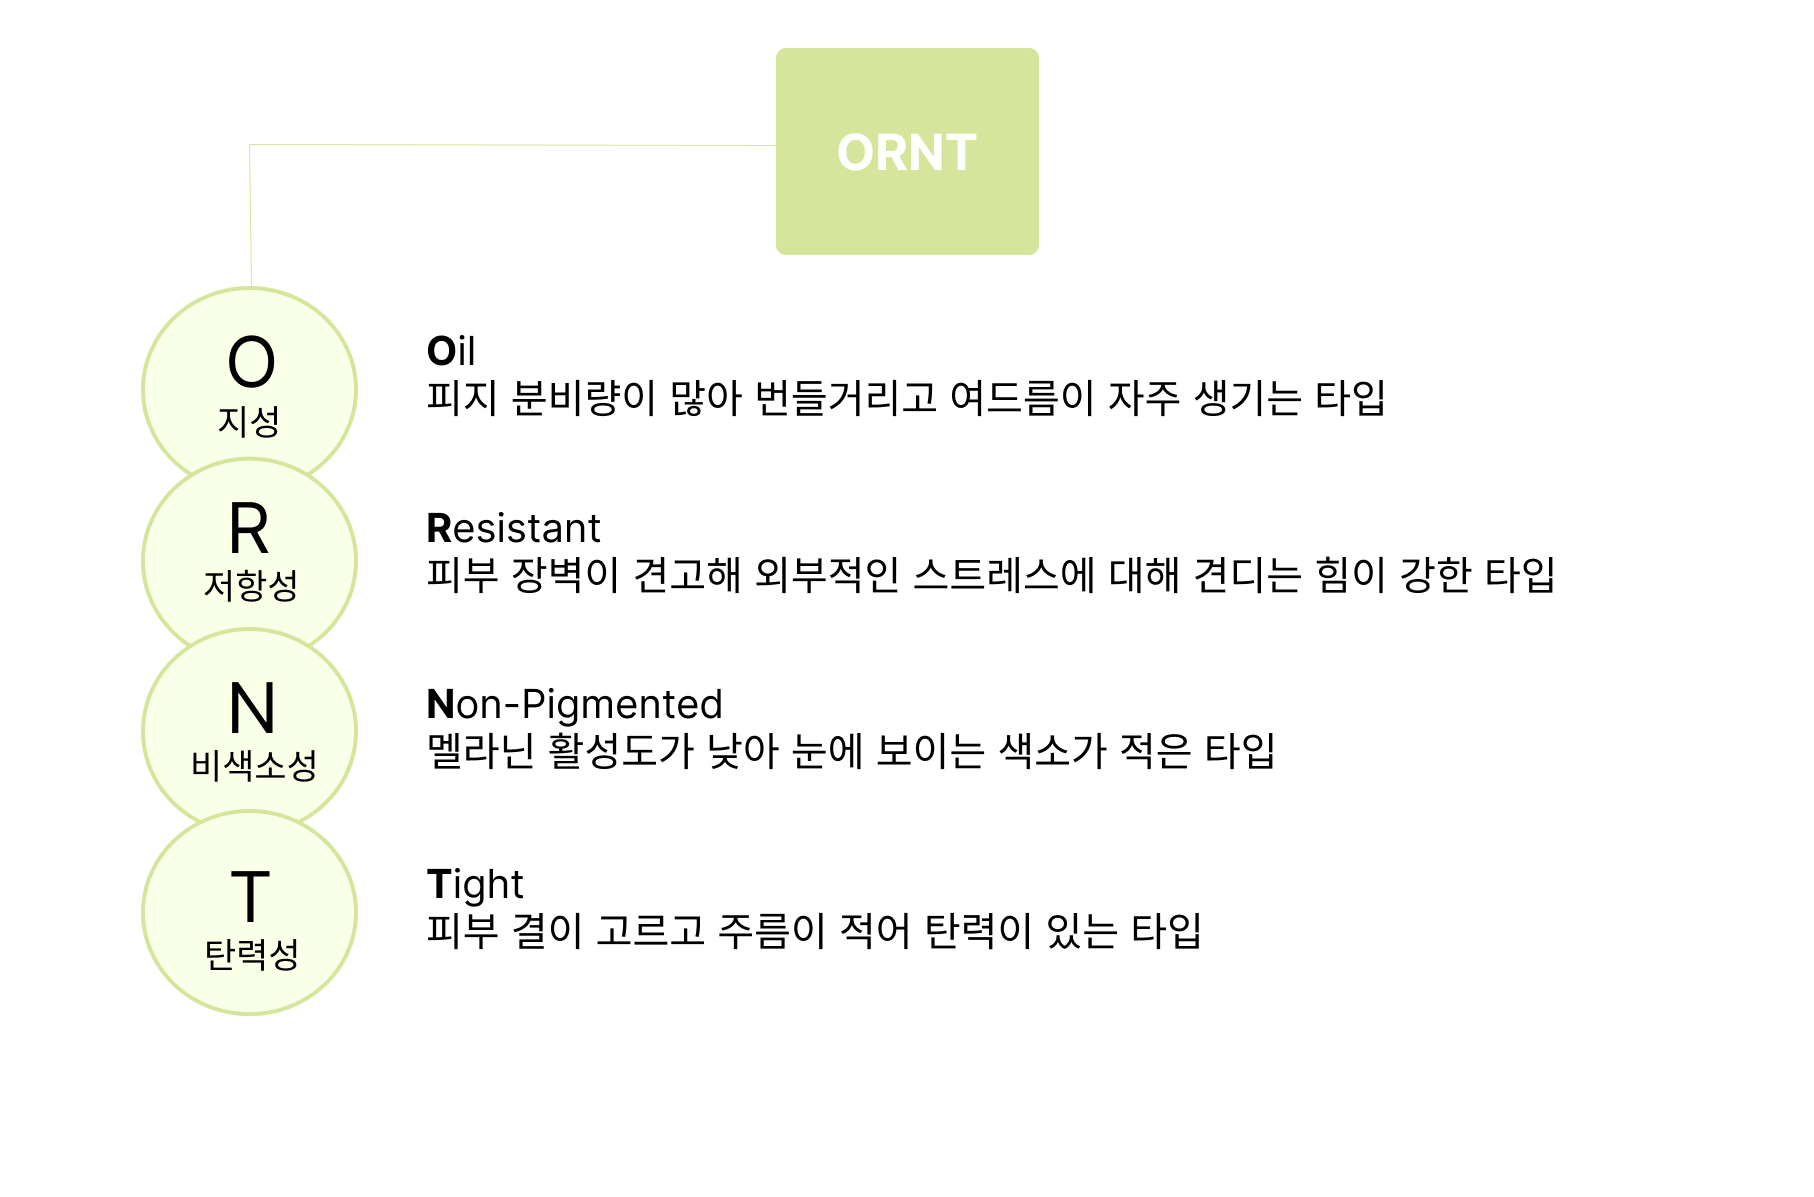 ORNT
O
지성
Oil
피지 분비량이 많아 번들거리고 여드름이 자주 생기는 타입
R
저항성
Resistant
피부 장벽이 견고해 외부적인 스트레스에 대해 견디는 힘이 강한 타입
N
비색소성
Non-Pigmented
멜라닌 활성도가 낮아 눈에 보이는 색소가 적은 타입
T
탄력성
Tight
피부 결이 고르고 주름이 적어 탄력이 있는 타입